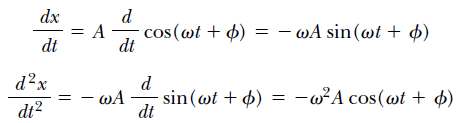 dx/dt = A d/dt cos(ωt + ϕ) = − ωA sin(ωt + ϕ)
d²x/dt² = − ωA d/dt sin(ωt + ϕ) = −ω²A cos(ωt + ϕ)